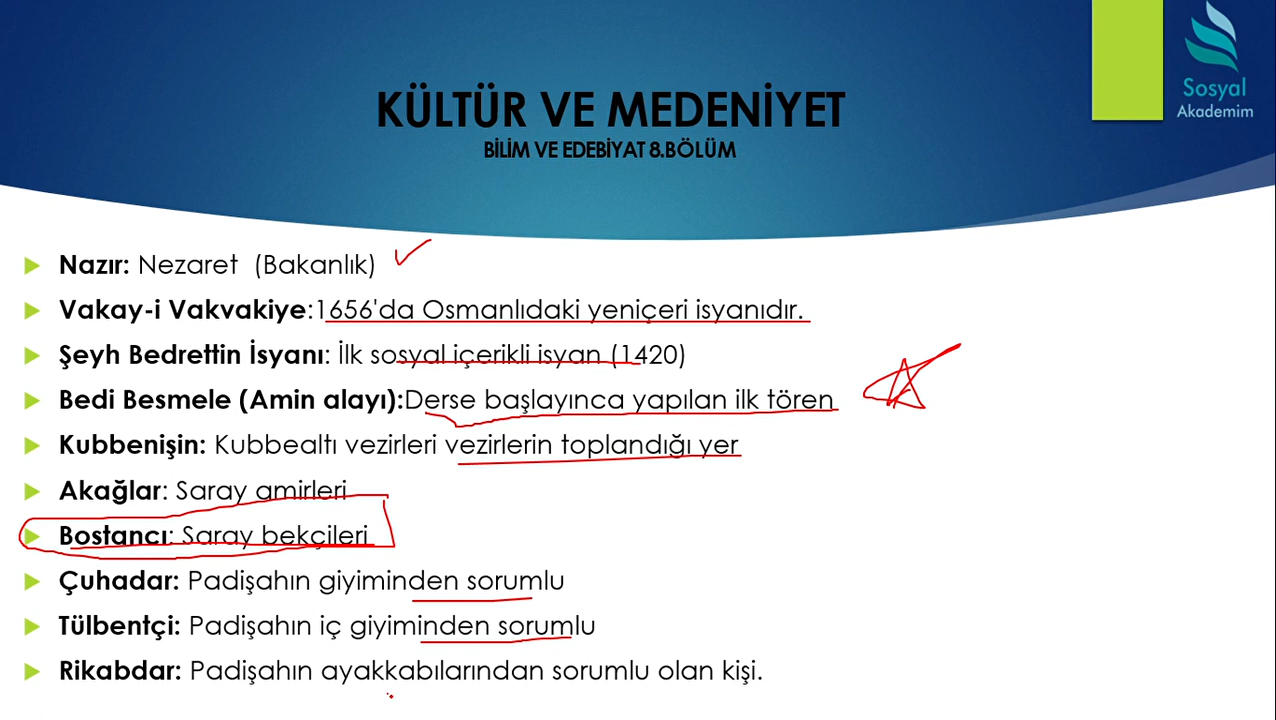 Sosyal
Akademim
KÜLTÜR VE MEDENİYET
BİLİM VE EDEBİYAT 8.BÖLÜM
Nazır: Nezaret (Bakanlık)
Vakay-i Vakvakiye:1656'da Osmanlıdaki yeniçeri isyanıdır.
Şeyh Bedrettin İsyanı: İlk sosyal içerikli isyan (1420)
Bedi Besmele (Amin alayı):Derse başlayınca yapılan ilk tören
Kubbenişin: Kubbealtı vezirleri vezirlerin toplandığı yer
Akağlar: Saray amirleri
Bostancı: Saray bekçileri
Çuhadar: Padişahın giyiminden sorumlu
Tülbentçi: Padişahın iç giyiminden sorumlu
Rikabdar: Padişahın ayakkabılarından sorumlu olan kişi.